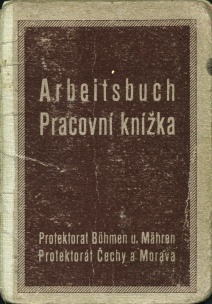 Arbeitsbuch
Pracovní knížka
Protektorat Böhmen u. Mähren
Protektorát Čechy a Morava